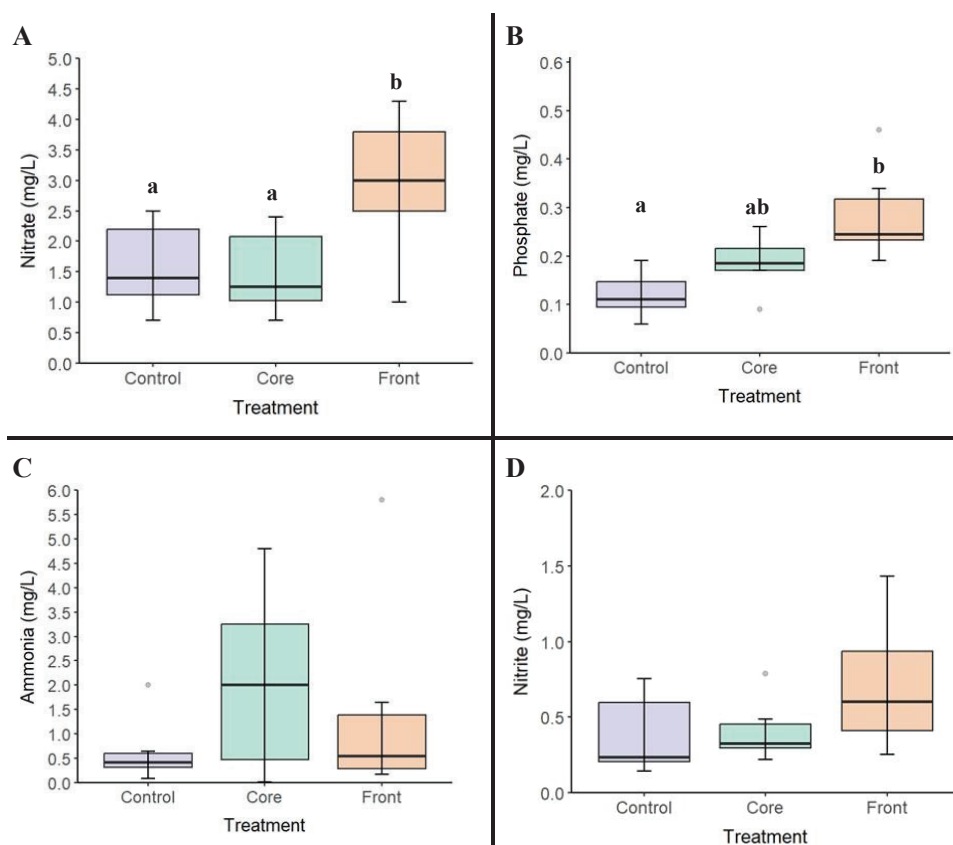 A
5.0
4.5
4.0
3.5
3.0
2.5
2.0
1.5
1.0
0.5
0.0
Nitrate (mg/L)
a
a
b
Control Core Front
Treatment
B
0.6
0.5
0.4
0.3
0.2
0.1
0.0
Phosphate (mg/L)
a
ab
b
Control Core Front
Treatment
C
6.0
5.5
5.0
4.5
4.0
3.5
3.0
2.5
2.0
1.5
1.0
0.5
0.0
Ammonia (mg/L)
Control Core Front
Treatment
D
2.0
1.5
1.0
0.5
0.0
Nitrite (mg/L)
Control Core Front
Treatment